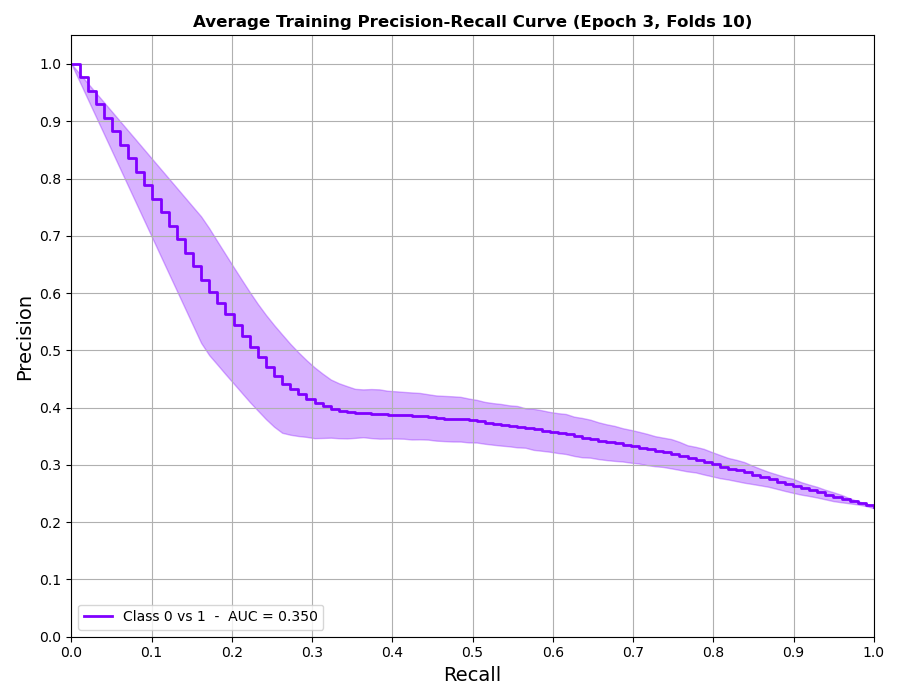 Average Training Precision-Recall Curve (Epoch 3, Folds 10)
Precision
1.0
0.9
0.8
0.7
0.6
0.5
0.4
0.3
0.2
0.1
0.0
Class 0 vs 1 - AUC = 0.350
0.0 0.1 0.2 0.3 0.4 0.5 0.6 0.7 0.8 0.9 1.0
Recall